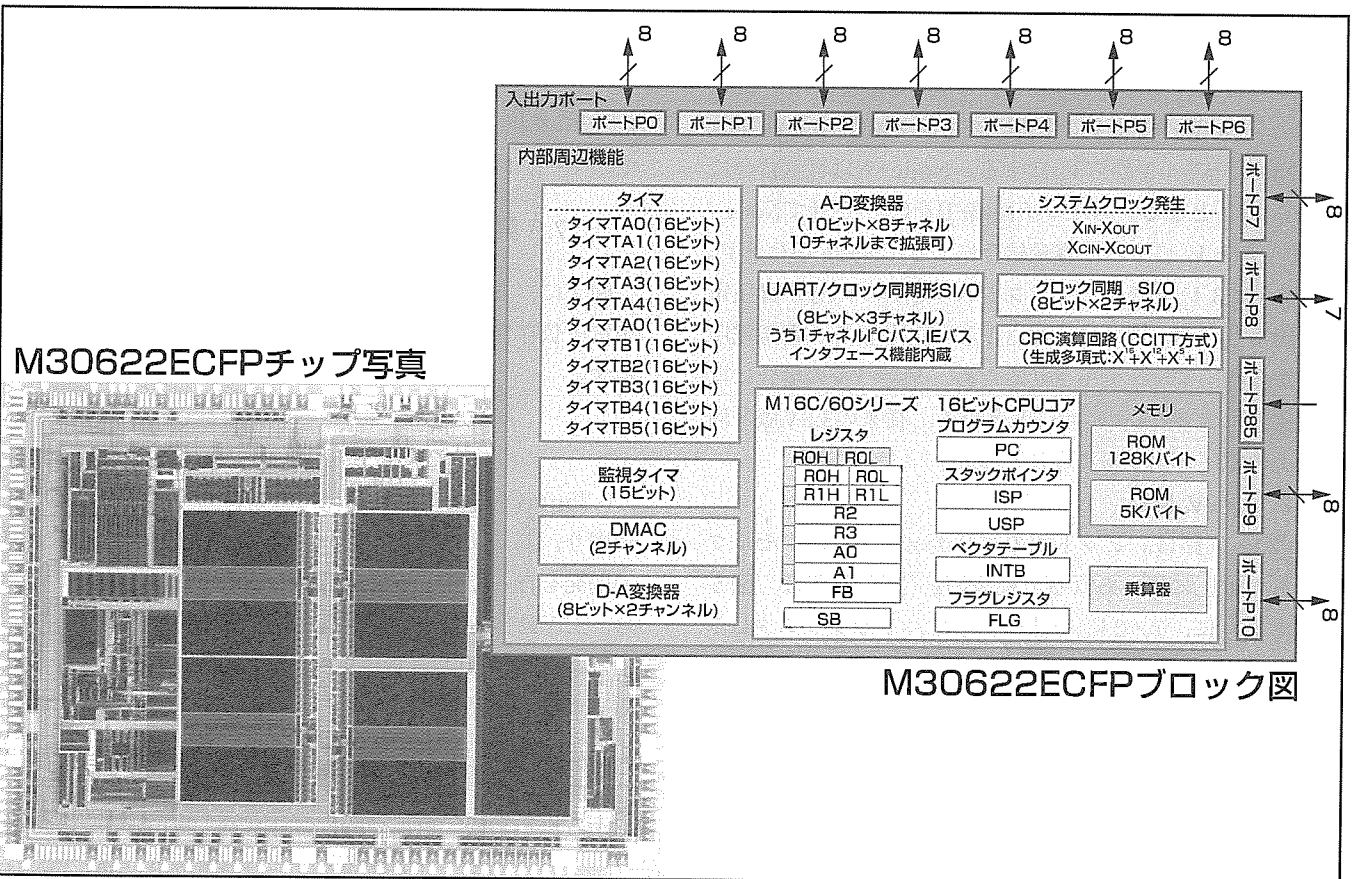 8 8 8 8 8 8 8
入出力ポート
ポートP0 ポートP1 ポートP2 ポートP3 ポートP4 ポートP5 ポートP6
内部周辺機能
タイマ
タイマTA0(16ビット)
タイマTA1(16ビット)
タイマTA2(16ビット)
タイマTA3(16ビット)
タイマTA4(16ビット)
タイマTA0(16ビット)
タイマTB1(16ビット)
タイマTB2(16ビット)
タイマTB3(16ビット)
タイマTB4(16ビット)
タイマTB5(16ビット)
監視タイマ
(15ビット)
DMAC
(2チャンネル)
D-A変換器
(8ビット×2チャンネル)
A-D変換器
(10ビット×8チャネル
10チャネルまで拡張可)
UART/クロック同期形SI/O
(8ビット×3チャネル)
うち1チャネルI²Cバス,IEバス
インタフェース機能内蔵
システムクロック発生
XIN-XOUT
XCIN-XCOUT
クロック同期 SI/O
(8ビット×2チャネル)
CRC演算回路(CCITT方式)
(生成多項式:X¹⁵+X¹²+X⁵+1)
M16C/60シリーズ 16ビットCPUコア
レジスタ
R0H R0L
R0H R0L
R1H R1L
R2
R3
A0
A1
FB
SB
プログラムカウンタ
PC
スタックポインタ
ISP
USP
ベクタテーブル
INTB
フラグレジスタ
FLG
メモリ
ROM
128Kバイト
ROM
5Kバイト
乗算器
ポートP7 8
ポートP8 7
ポートP85
ポートP9 8
ポートP10 8
M30622ECFPチップ写真
M30622ECFPブロック図